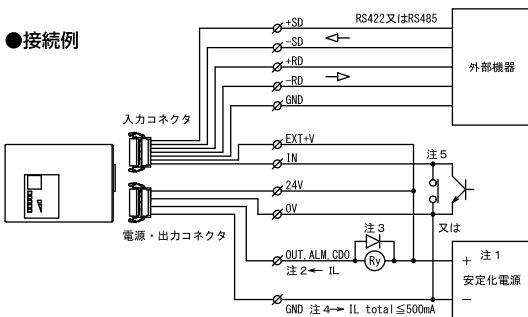 ●接続例
+SD
RS422又はRS485
-SD
+RD
外部機器
-RD
GND
入力コネクタ
EXT+V
IN
注5
24V
0V
又は
電源・出力コネクタ
注3
OUT, ALM, CDO
Ry
+
注1
注2← IL
安定化電源
-
GND 注4→ IL total≦500mA